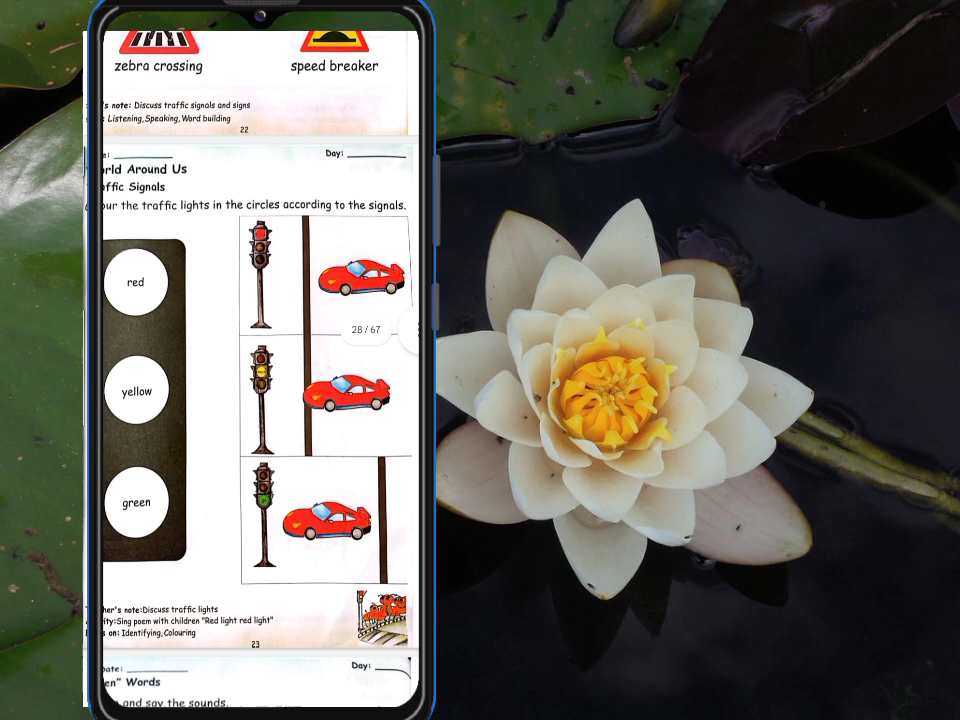 zebra crossing
speed breaker
's note: Discuss traffic signals and signs
: Listening, Speaking, Word building
22
Day:
World Around Us
Traffic Signals
our the traffic lights in the circles according to the signals.
red
28 / 67
yellow
green
her's note:Discuss traffic lights
ity:Sing poem with children "Red light red light"
on: Identifying, Colouring
23
Date:
Day:
en" Words
and say the sounds.